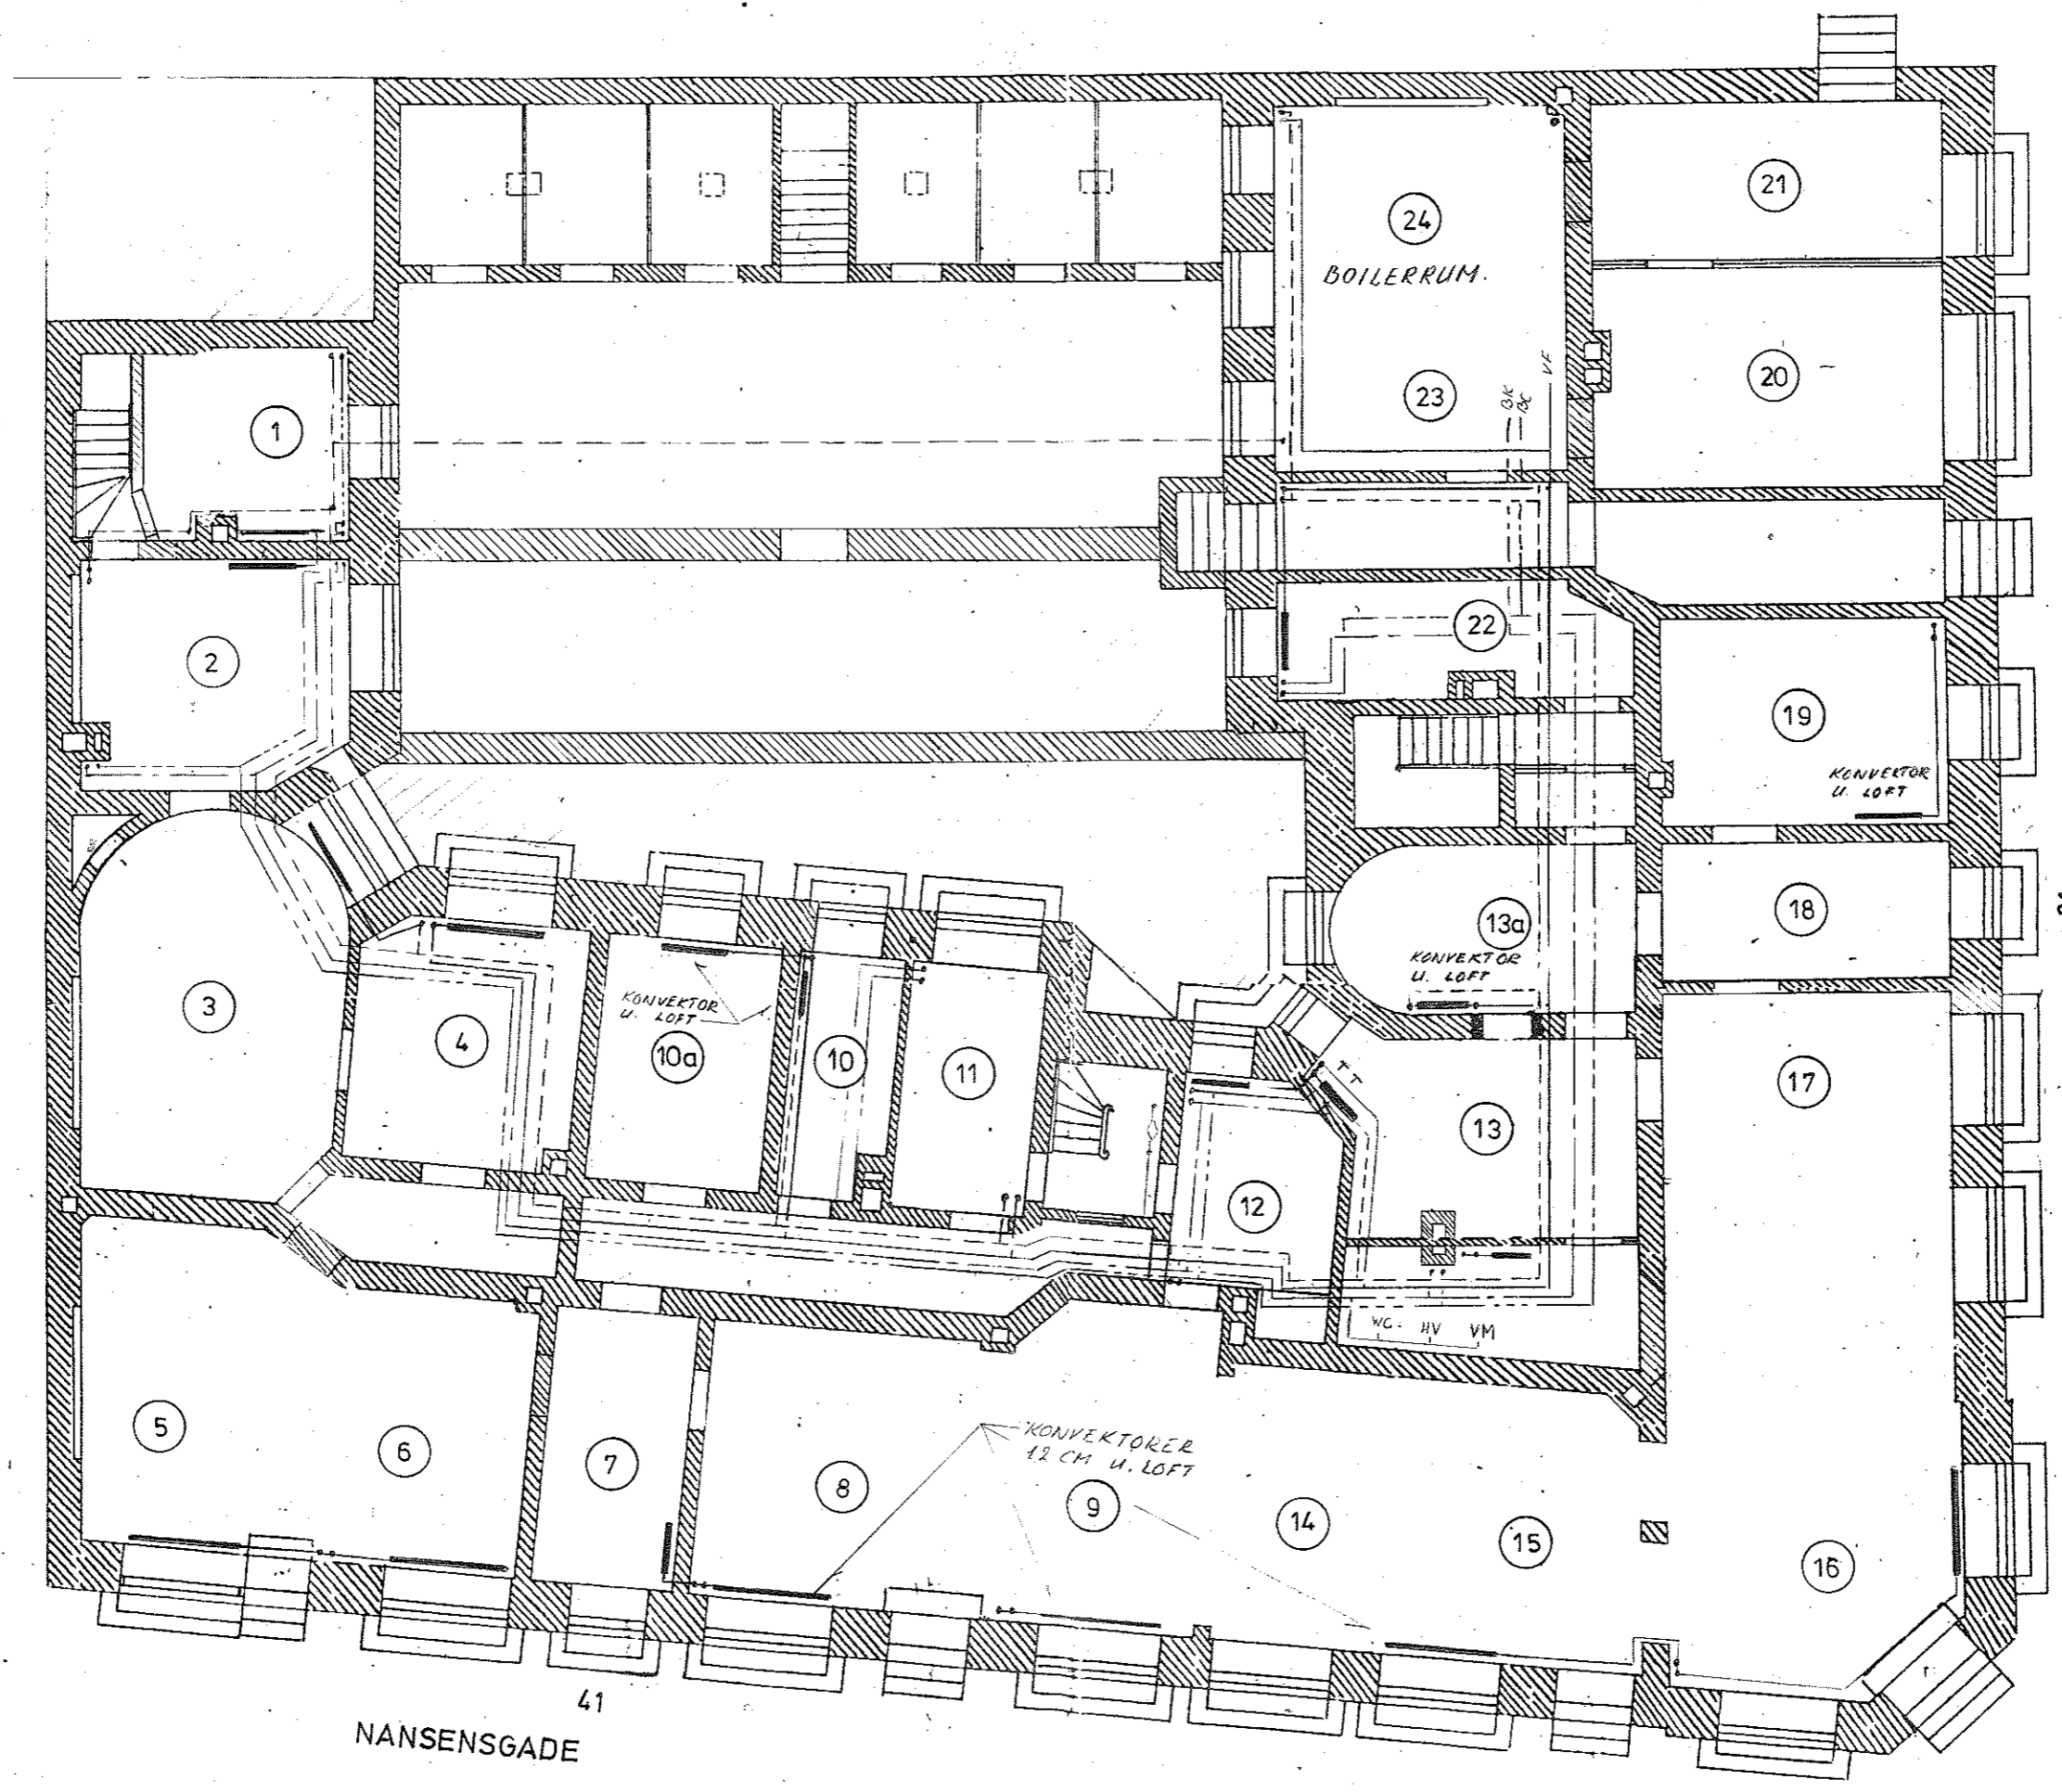 21
24
BOILERRUM.
20
23
BK
BC
VF
1
22
2
19
KONVEKTOR
U. LOFT
18
13a
KONVEKTOR
U. LOFT
3
KONVEKTOR
U. LOFT
4
10a
10
11
17
TT
13
12
WC
HV
VM
5
6
7
8
KONVEKTORER
12 CM U. LOFT
9
14
15
16
41
NANSENSGADE